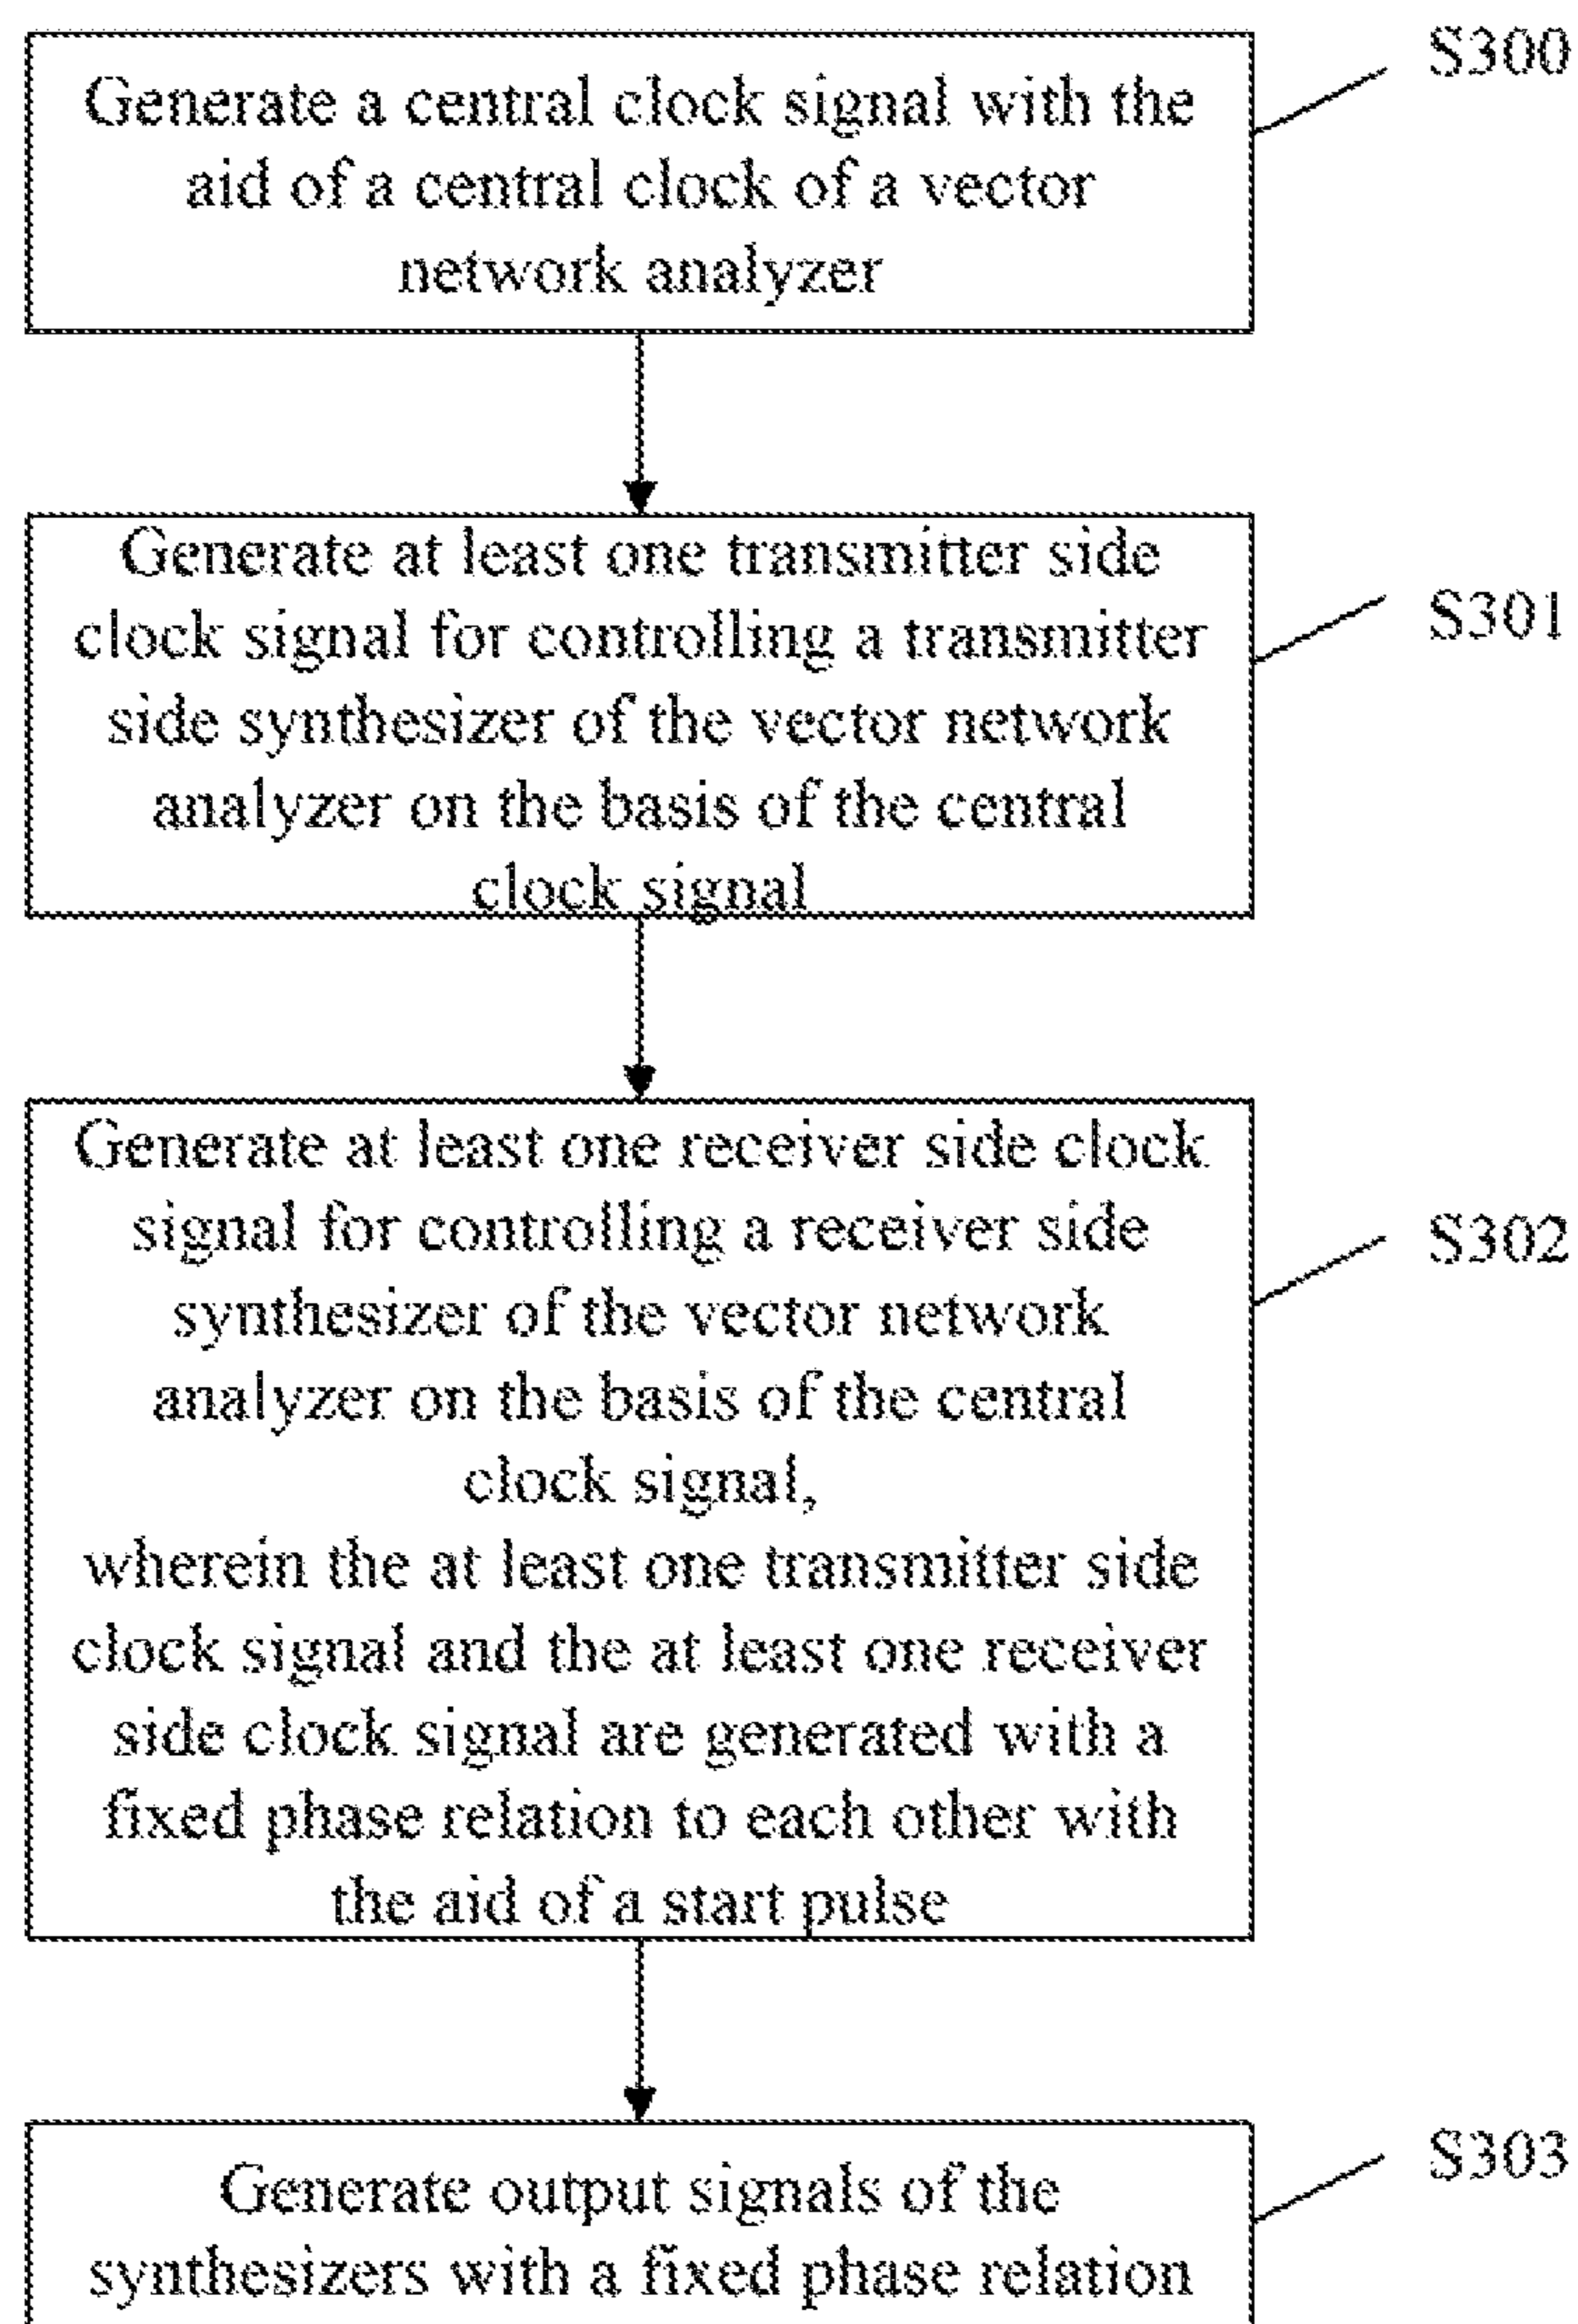 S300
Generate a central clock signal with the
aid of a central clock of a vector
network analyzer
Generate at least one transmitter side
clock signal for controlling a transmitter
side synthesizer of the vector network
analyzer on the basis of the central
clock signal
S301
Generate at least one receiver side clock
signal for controlling a receiver side
synthesizer of the vector network
analyzer on the basis of the central
clock signal,
wherein the at least one transmitter side
clock signal and the at least one receiver
side clock signal are generated with a
fixed phase relation to each other with
the aid of a start pulse
S302
Generate output signals of the
synthesizers with a fixed phase relation
S303